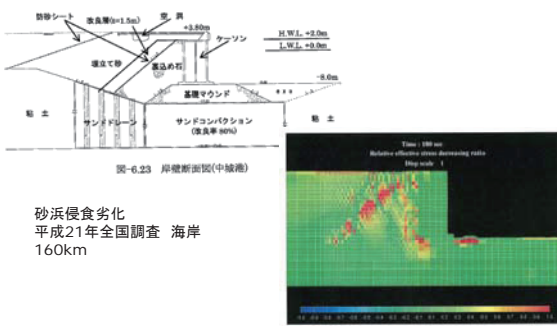 防砂シート
改良層(t=1.5m)
空洞
+3.80m
ケーソン
H.W.L. +2.0m
L.W.L. +0.0m
埋立て砂
裏込め石
-8.0m
基礎マウンド
粘土
サンドドレーン
サンドコンパクション
(改良率80%)
粘土
図-6.23 岸壁断面図(中城港)
Time : 100 sec
Relative effective stress decreasing ratio
Disp scale 1
砂浜侵食劣化
平成21年全国調査 海岸
160km